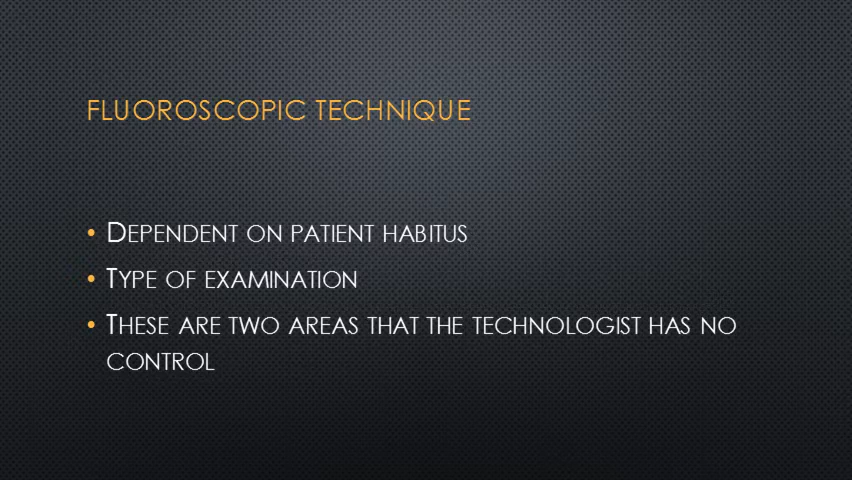 FLUOROSCOPIC TECHNIQUE
• DEPENDENT ON PATIENT HABITUS
• TYPE OF EXAMINATION
• THESE ARE TWO AREAS THAT THE TECHNOLOGIST HAS NO
CONTROL